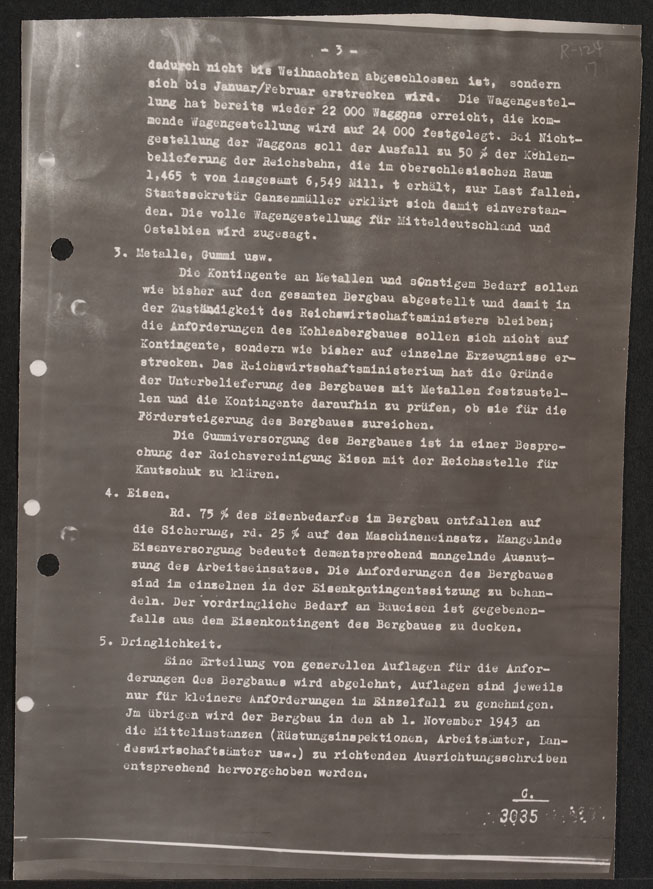 - 3 -
R-124
17
dadurch nicht bis Weihnachten abgeschlossen ist, sondern
sich bis Januar/Februar erstrecken wird. Die Wagengestel-
lung hat bereits wieder 22 000 Waggons erreicht, die kom-
mende Wagengestellung wird auf 24 000 festgelegt. Bei Nicht-
gestellung der Waggons soll der Ausfall zu 50 % der Kohlen-
belieferung der Reichsbahn, die im oberschlesischen Raum
1,465 t von insgesamt 6,549 Mill. t erhält, zur Last fallen.
Staatssekretär Ganzenmüller erklärt sich damit einverstan-
den. Die volle Wagengestellung für Mitteldeutschland und
Ostelbien wird zugesagt.
3. Metalle, Gummi usw.
Die Kontingente an Metallen und sonstigem Bedarf sollen
wie bisher auf den gesamten Bergbau abgestellt und damit in
der Zuständigkeit des Reichswirtschaftsministers bleiben;
die Anforderungen des Kohlenbergbaues sollen sich nicht auf
Kontingente, sondern wie bisher auf einzelne Erzeugnisse er-
strecken. Das Reichswirtschaftsministerium hat die Gründe
der Unterbelieferung des Bergbaues mit Metallen festzustel-
len und die Kontingente daraufhin zu prüfen, ob sie für die
Fördersteigerung des Bergbaues zureichen.
Die Gummiversorgung des Bergbaues ist in einer Bespre-
chung der Reichsvereinigung Eisen mit der Reichsstelle für
Kautschuk zu klären.
4. Eisen.
Rd. 75 % des Eisenbedarfes im Bergbau entfallen auf
die Sicherung, rd. 25 % auf den Maschineneinsatz. Mangelnde
Eisenversorgung bedeutet dementsprechend mangelnde Ausnut-
zung des Arbeitseinsatzes. Die Anforderungen des Bergbaues
sind im einzelnen in der Eisenkontingentssitzung zu behan-
deln. Der vordringliche Bedarf an Baueisen ist gegebenen-
falls aus dem Eisenkontingent des Bergbaues zu decken.
5. Dringlichkeit.
Eine Erteilung von generellen Auflagen für die Anfor-
derungen des Bergbaues wird abgelehnt, Auflagen sind jeweils
nur für kleinere Anforderungen im Einzelfall zu genehmigen.
Jm übrigen wird der Bergbau in den ab 1. November 1943 an
die Mittelinstanzen (Rüstungsinspektionen, Arbeitsämter, Lan-
deswirtschaftsämter usw.) zu richtenden Ausrichtungsschreiben
entsprechend hervorgehoben werden.
G.
3035